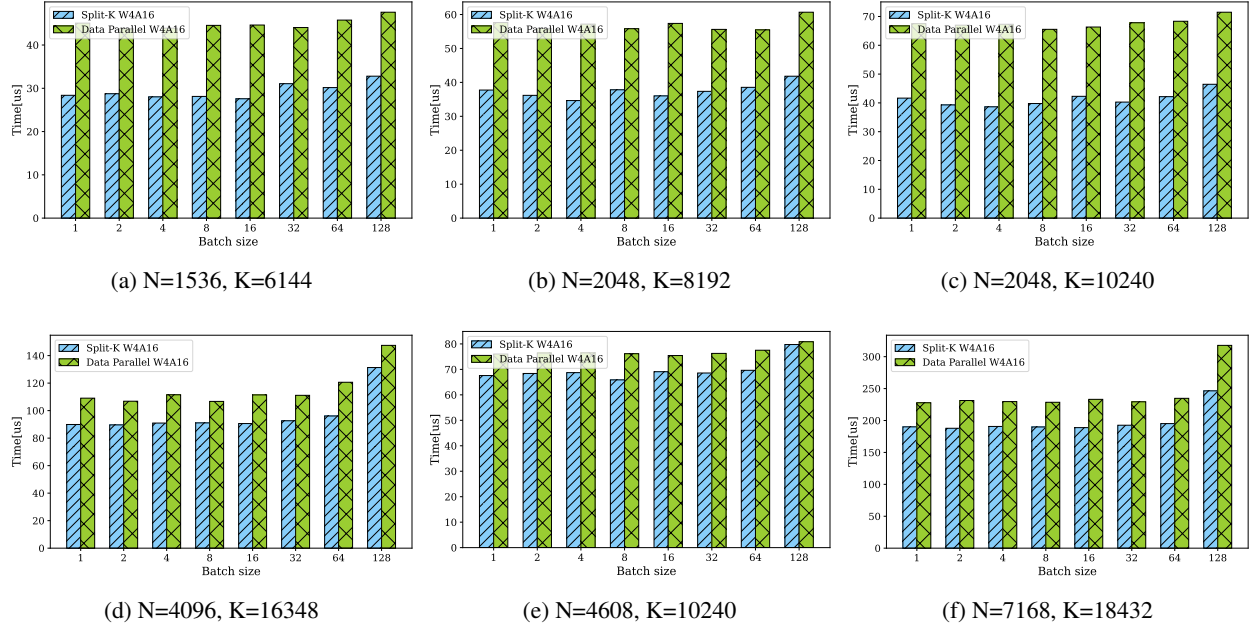 Split-K W4A16
Data Parallel W4A16
Time[us]
40
30
20
10
0
1 2 4 8 16 32 64 128
Batch size
(a) N=1536, K=6144
Split-K W4A16
Data Parallel W4A16
Time[us]
60
50
40
30
20
10
0
1 2 4 8 16 32 64 128
Batch size
(b) N=2048, K=8192
Split-K W4A16
Data Parallel W4A16
Time[us]
70
60
50
40
30
20
10
0
1 2 4 8 16 32 64 128
Batch size
(c) N=2048, K=10240
Split-K W4A16
Data Parallel W4A16
Time[us]
140
120
100
80
60
40
20
0
1 2 4 8 16 32 64 128
Batch size
(d) N=4096, K=16348
Split-K W4A16
Data Parallel W4A16
Time[us]
80
70
60
50
40
30
20
10
0
1 2 4 8 16 32 64 128
Batch size
(e) N=4608, K=10240
Split-K W4A16
Data Parallel W4A16
Time[us]
300
250
200
150
100
50
0
1 2 4 8 16 32 64 128
Batch size
(f) N=7168, K=18432